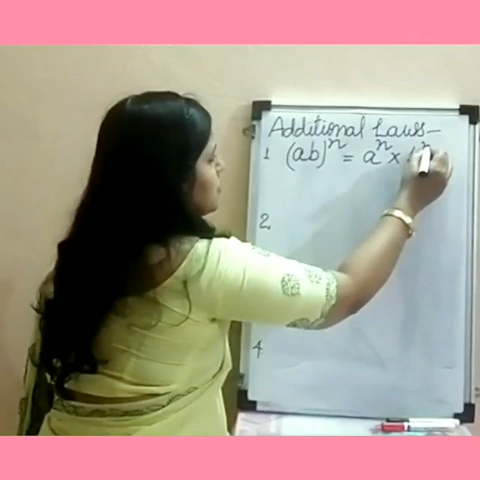 Additional Laws-
1 (ab)ⁿ = aⁿ ×
2
4